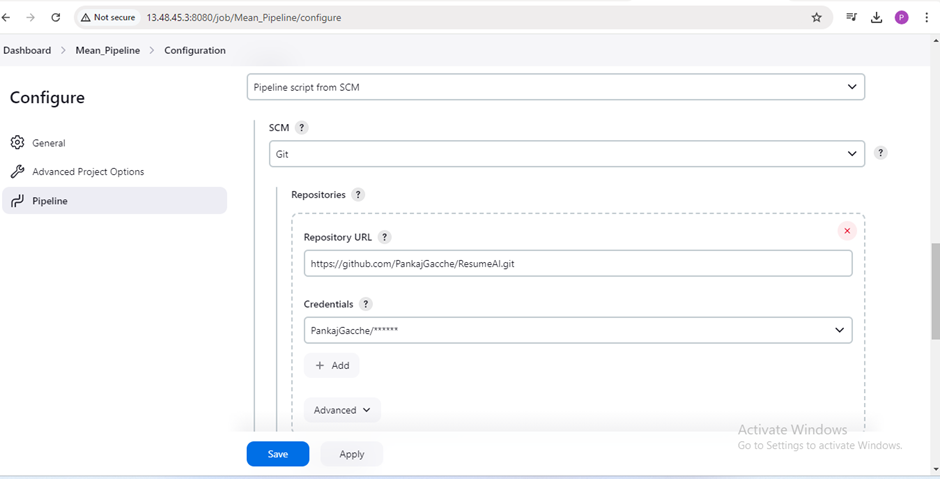 Not secure 13.48.45.3:8080/job/Mean_Pipeline/configure P
Dashboard > Mean_Pipeline > Configuration
Configure
General
Advanced Project Options
Pipeline
Pipeline script from SCM
SCM ?
Git ?
Repositories ?
Repository URL ?
https://github.com/PankajGacche/ResumeAI.git
Credentials ?
PankajGacche/******
+ Add
Advanced
Save Apply
Activate Windows
Go to Settings to activate Windows.